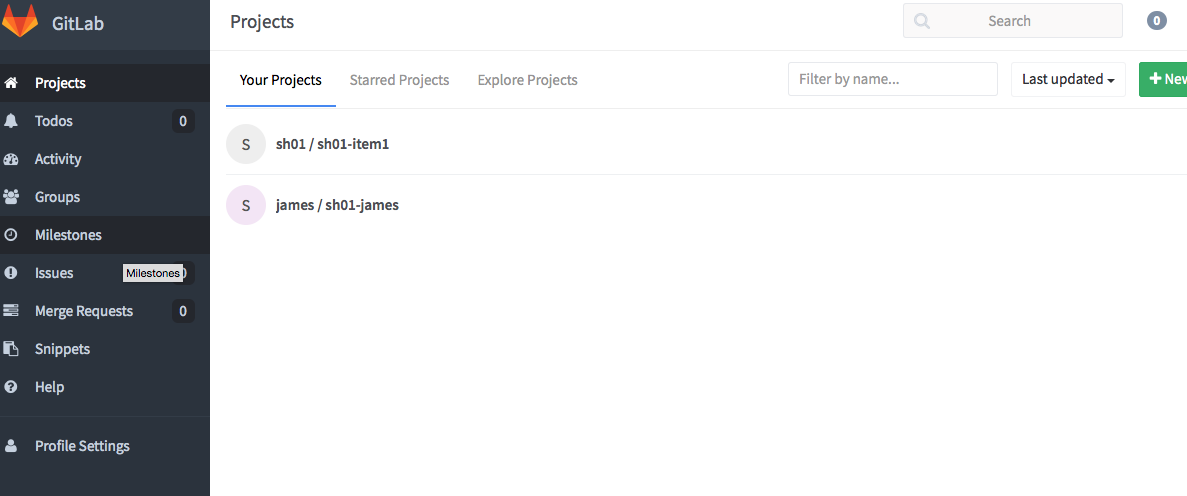 GitLab
Projects
Search
0
Projects
Todos
0
Activity
Groups
Milestones
Issues
Milestones
Merge Requests
0
Snippets
Help
Profile Settings
Your Projects
Starred Projects
Explore Projects
Filter by name...
Last updated
New
S
sh01 / sh01-item1
S
james / sh01-james